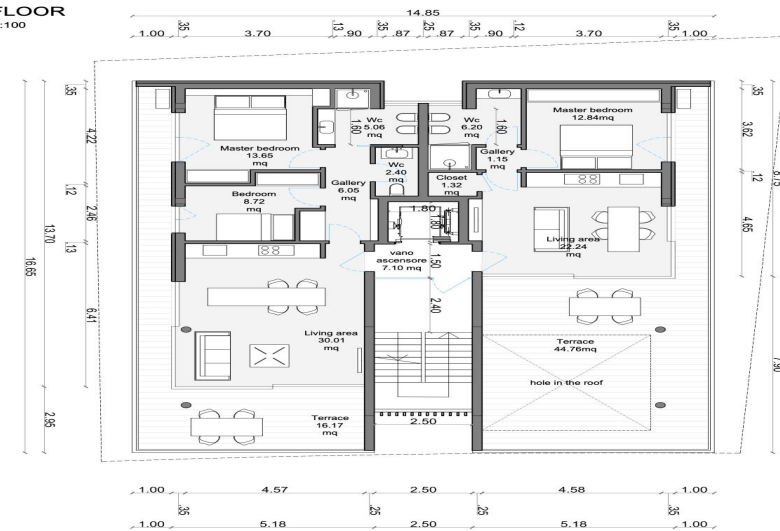 FLOOR
:100
14.85
1.00 .35 3.70 .13 .90 .35 .87 .25 .87 .35 .90 .12 3.70 .35 1.00
.35
4.22
.12
2.46
.13
6.41
2.95
13.70
16.65
.35
3.62
.12
4.65
7.90
Master bedroom
13.65
mq
1.60
Wc
5.06
mq
Wc
2.40
mq
Bedroom
8.72
mq
Gallery
6.05
mq
Wc
6.20
mq
1.60
Gallery
1.15
mq
Closet
1.32
mq
Master bedroom
12.84mq
1.80
1.80
vano
ascensore
7.10 mq
1.50
2.40
Living area
22.24
mq
Living area
30.01
mq
Terrace
44.76mq
hole in the roof
Terrace
16.17
mq
2.50
1.00 .35 4.57 .25 2.50 .25 4.58 .35 1.00
1.00 5.18 2.50 5.18 1.00